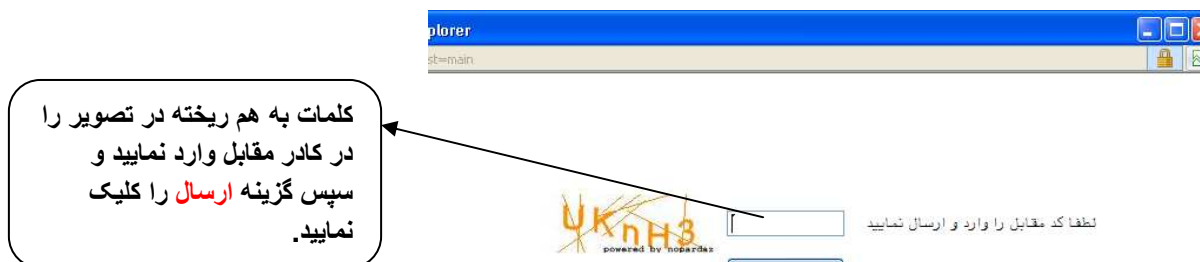 plorer
st=main
کلمات به هم ریخته در تصویر را
در کادر مقابل وارد نمایید و
سپس گزینه ارسال را کلیک
نمایید.
UKnH3
powered by nopardaz
لطفا کد مقابل را وارد و ارسال نمایید